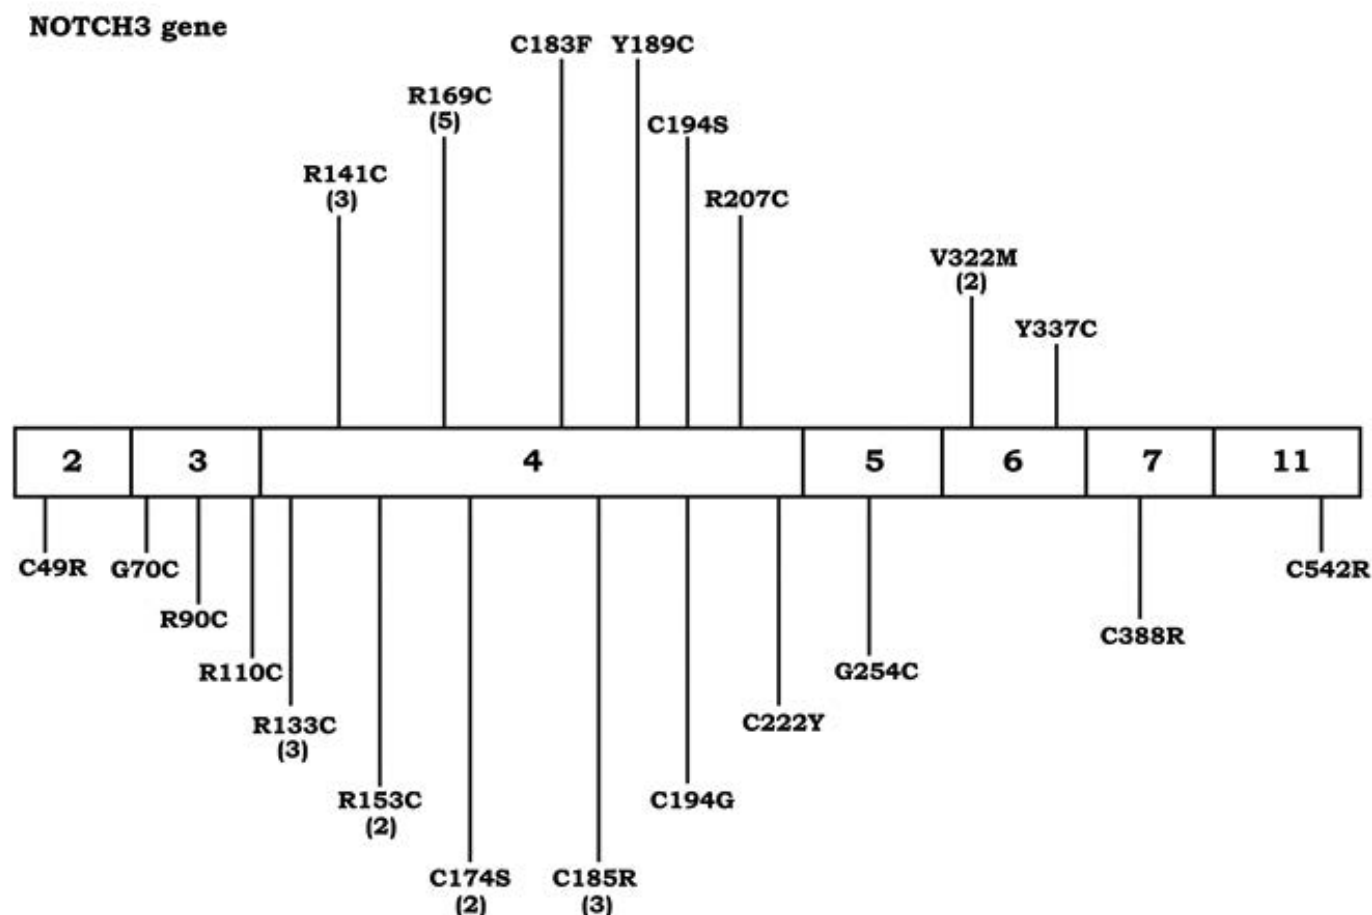 NOTCH3 gene
C183F Y189C
R169C
(5)
C194S
R141C
(3)
R207C
V322M
(2)
Y337C
2 3 4 5 6 7 11
C49R G70C C542R
R90C
C388R
R110C G254C
R133C
(3)
C222Y
R153C
(2)
C194G
C174S C185R
(2) (3)